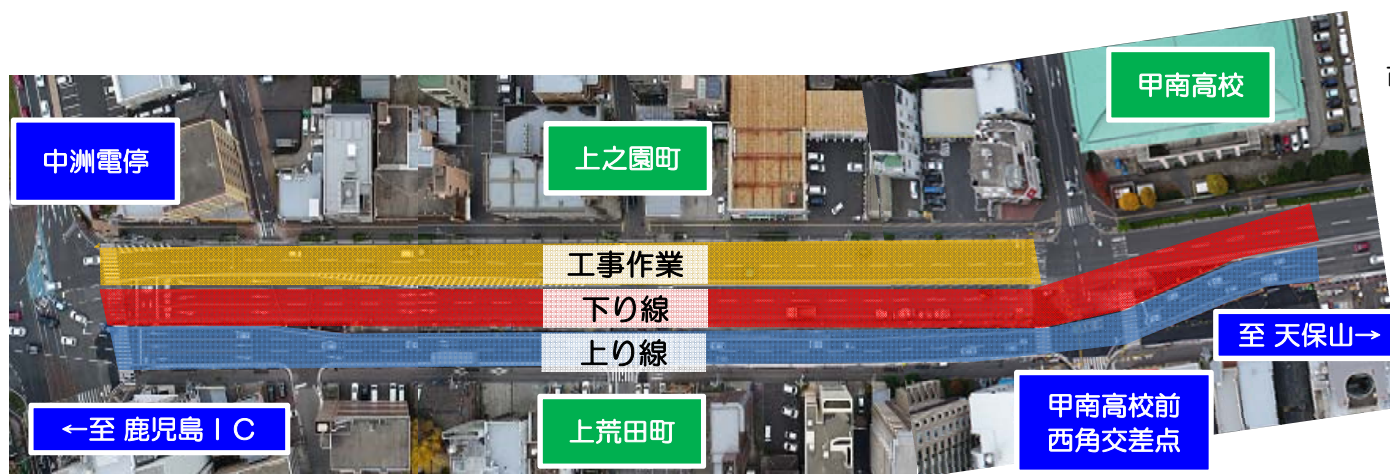 甲南高校
中洲電停
上之園町
工事作業
下り線
上り線
至 天保山→
←至 鹿児島IC
上荒田町
甲南高校前
西角交差点